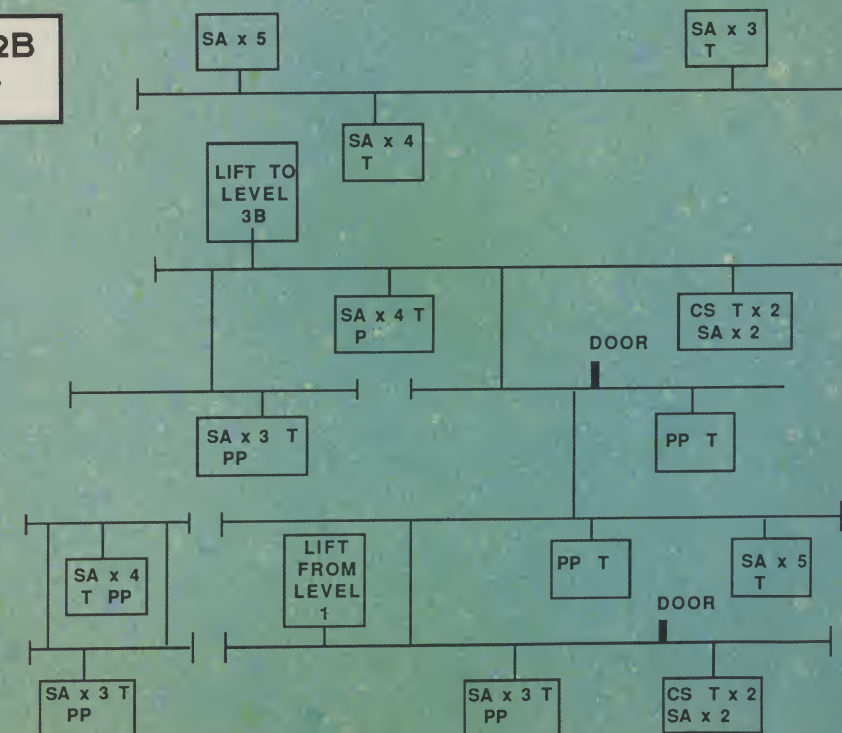 2B
SA x 5
SA x 3
T
SA x 4
T
LIFT TO
LEVEL
3B
SA x 4 T
P
CS T x 2
SA x 2
DOOR
SA x 3 T
PP
PP T
SA x 4
T PP
LIFT
FROM
LEVEL
1
PP T
SA x 5
T
DOOR
SA x 3 T
PP
SA x 3 T
PP
CS T x 2
SA x 2